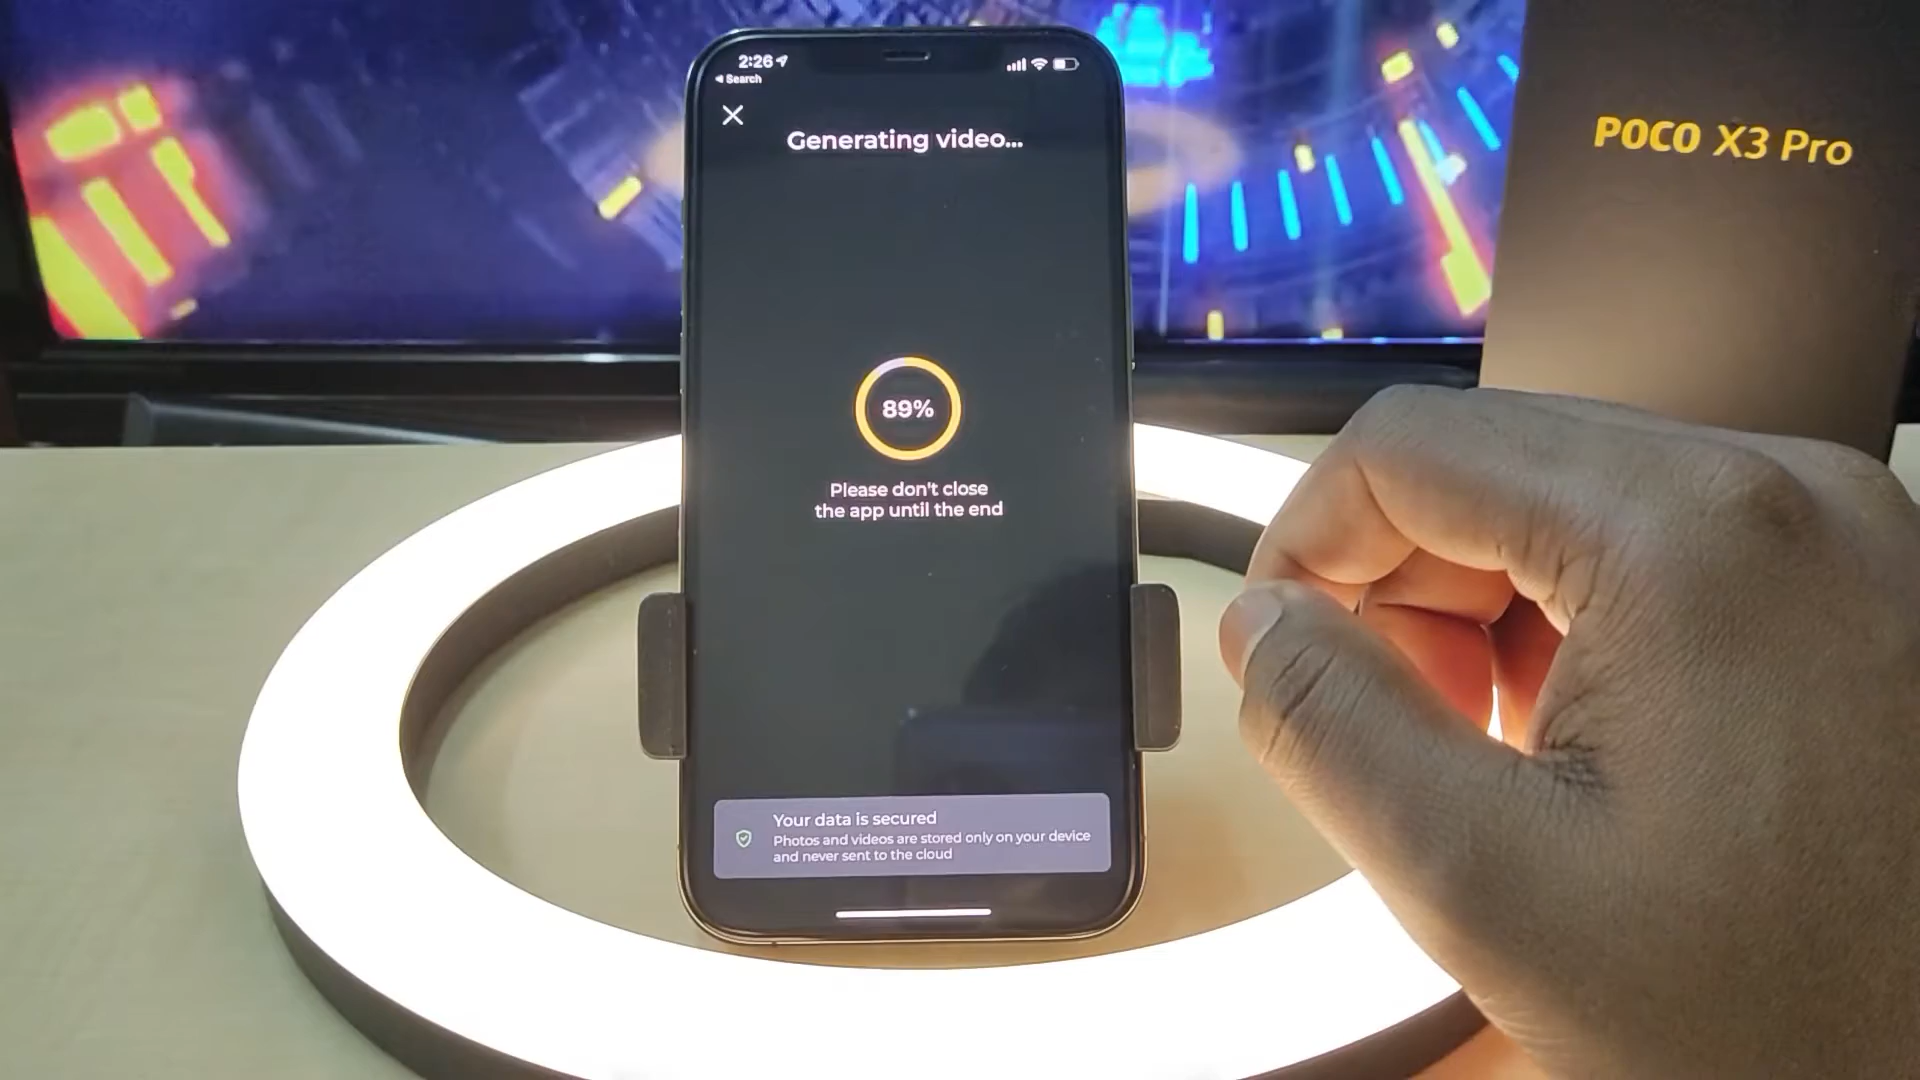 2:26
Search
Generating video...
89%
Please don't close
the app until the end
Your data is secured
Photos and videos are stored only on your device
and never sent to the cloud
POCO X3 Pro